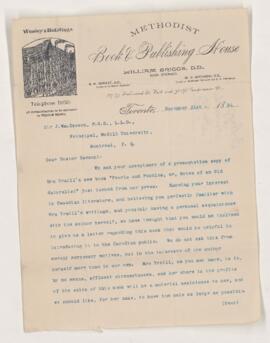 Wesley Buildings.
METHODIST
Book & Publishing House
WILLIAM BRIGGS, D.D.
BOOK STEWARD
Telephone
Toronto, November 21st 1894.
Sir J. Wm. Dawson, F.R.S., L.L.D.,
Principal, McGill University,
Montreal, P. Q.
Dear Doctor Dawson:
We ask your acceptance of a presentation copy of
Mrs Traill's new book "Pearls and Pebbles, or, Notes of an Old
Naturalist" just issued from our press. Knowing your interest
in Canadian literature, and believing you perfectly familiar with
Mrs Traill's writings, and possibly having a personal acquaintance
with the author herself, we have thought that you would be inclined
to give us a letter regarding this book that would be helpful in
introducing it to the Canadian public. We do not ask this from
merely personal motives, but in the interests of the author
herself more than in our own. Mrs Traill, as you are aware, is in,
by no means, affluent circumstances, and her share in the profits
of the sales of this book will be a material assistance to her, and
we should like, for her sake, to have the sale as large as possible.
(Over)